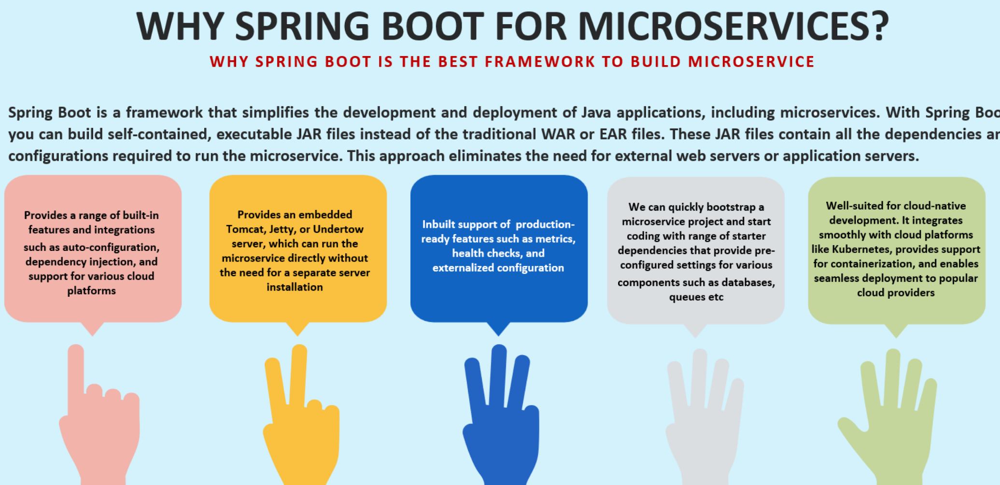 WHY SPRING BOOT FOR MICROSERVICES?
WHY SPRING BOOT IS THE BEST FRAMEWORK TO BUILD MICROSERVICE
Spring Boot is a framework that simplifies the development and deployment of Java applications, including microservices. With Spring
you can build self-contained, executable JAR files instead of the traditional WAR or EAR files. These JAR files contain all the dependencies
configurations required to run the microservice. This approach eliminates the need for external web servers or application servers.
Provides a range of built-in
features and integrations
such as auto-configuration,
dependency injection, and
support for various cloud
platforms
Provides an embedded
Tomcat, Jetty, or Undertow
server, which can run the
microservice directly without
the need for a separate server
installation
Inbuilt support of production-
ready features such as metrics,
health checks, and
externalized configuration
We can quickly bootstrap a
microservice project and start
coding with range of starter
dependencies that provide pre-
configured settings for various
components such as databases,
queues etc
Well-suited for cloud-native
development. It integrates
smoothly with cloud platforms
like Kubernetes, provides support
for containerization, and enables
seamless deployment to popular
cloud providers